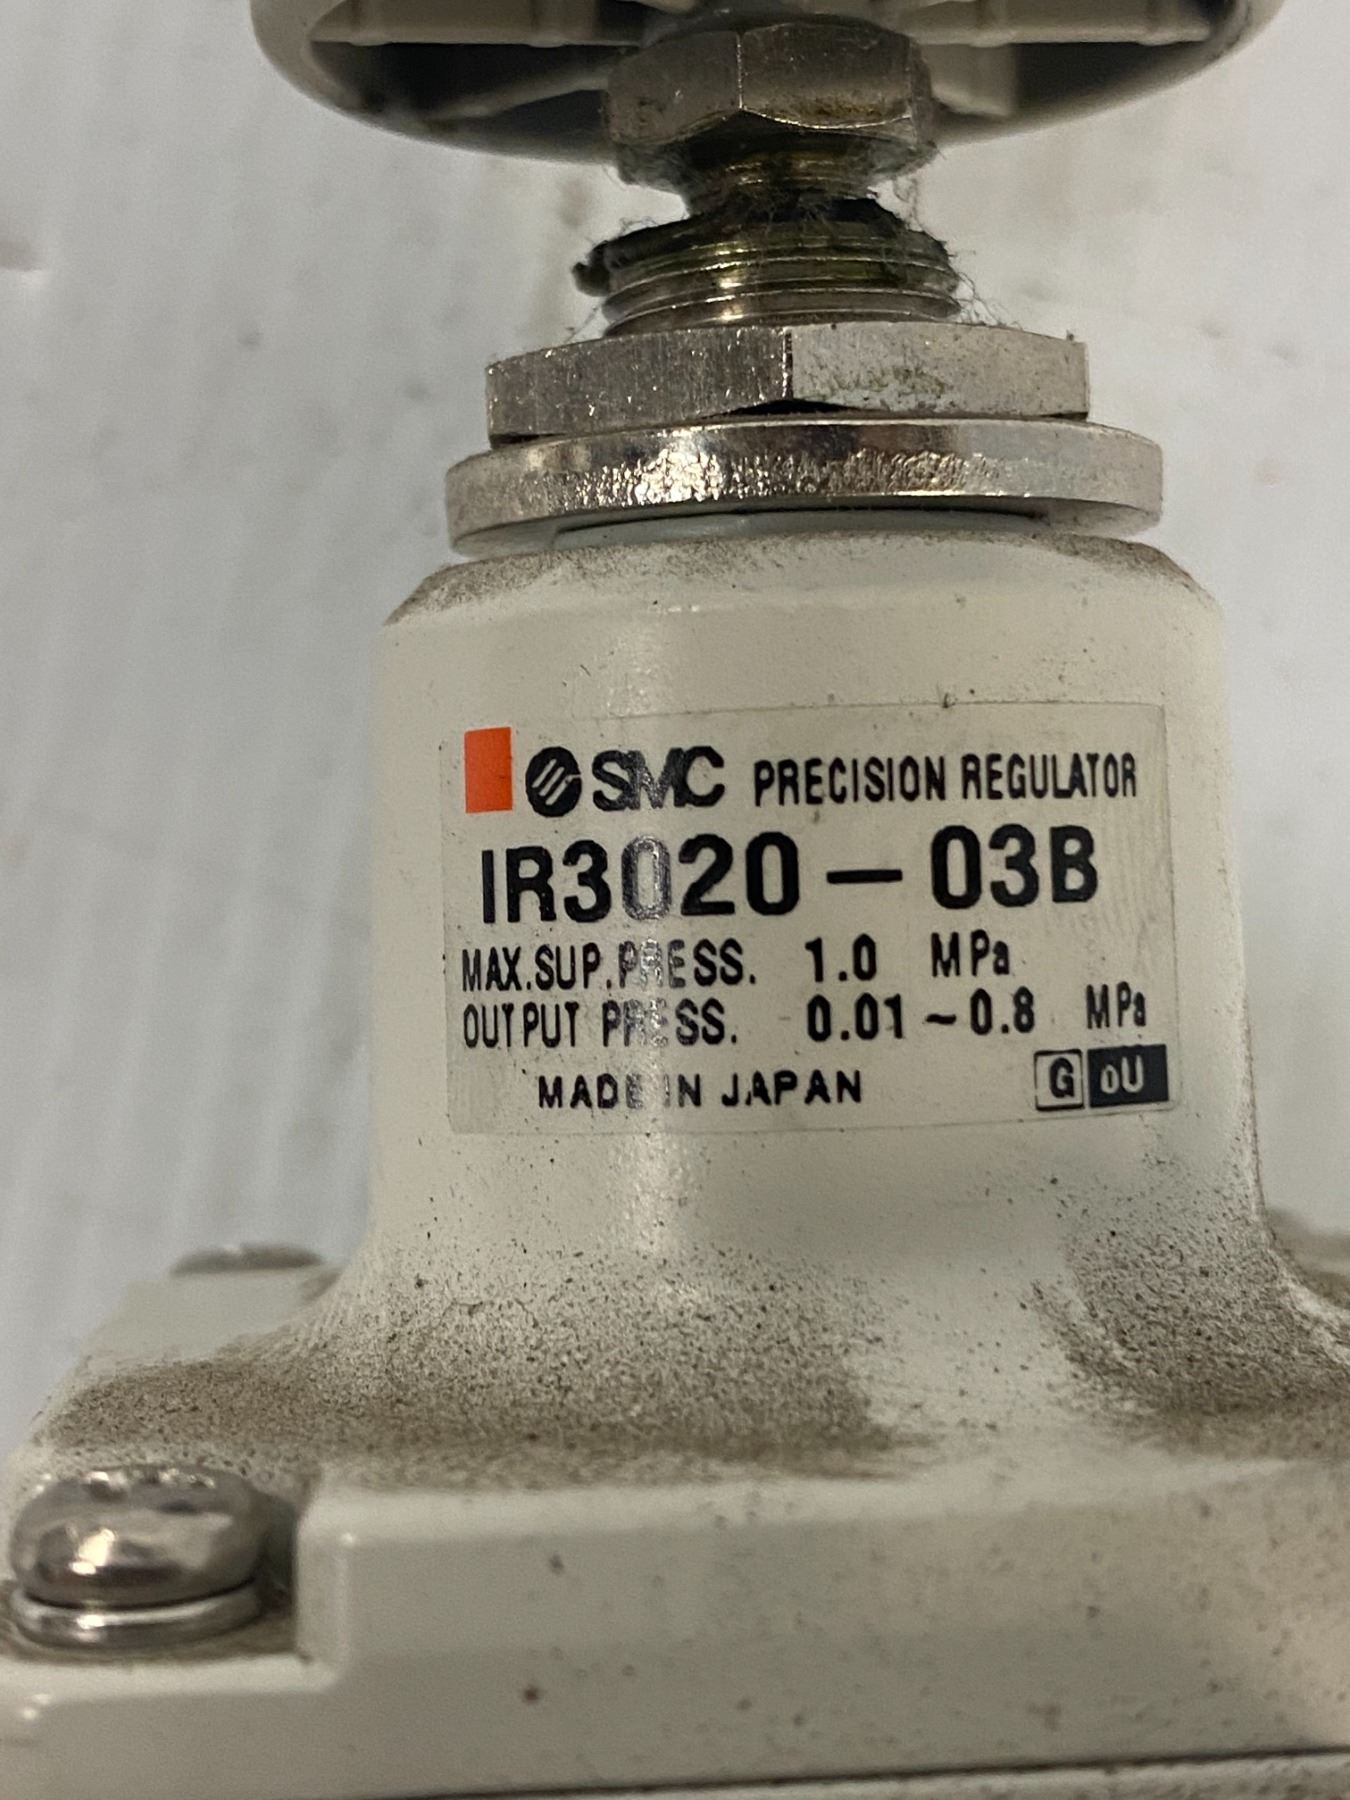 SMC PRECISION REGULATOR
IR3020-03B
MAX.SUP.PRESS. 1.0 MPa
OUTPUT PRESS. 0.01~0.8 MPa
MADE IN JAPAN G OU